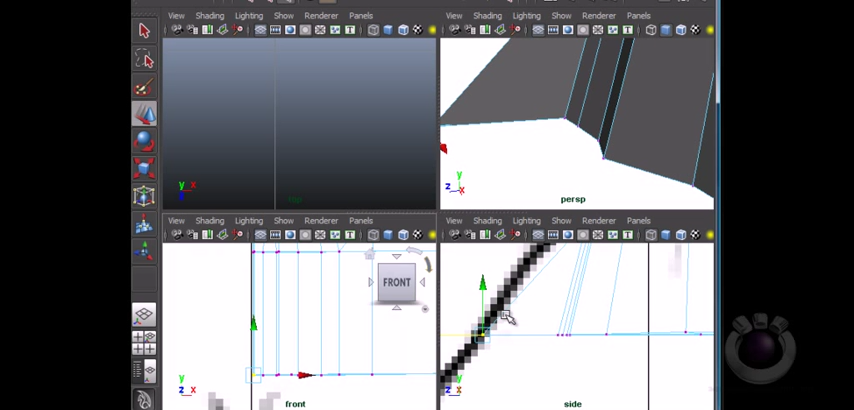 View Shading Lighting Show Renderer Panels
View Shading Lighting Show Renderer Panels
y x
z
y
z x
persp
View Shading Lighting Show Renderer Panels
View Shading Lighting Show Renderer Panels
FRONT
y
z x
front
y
z x
side